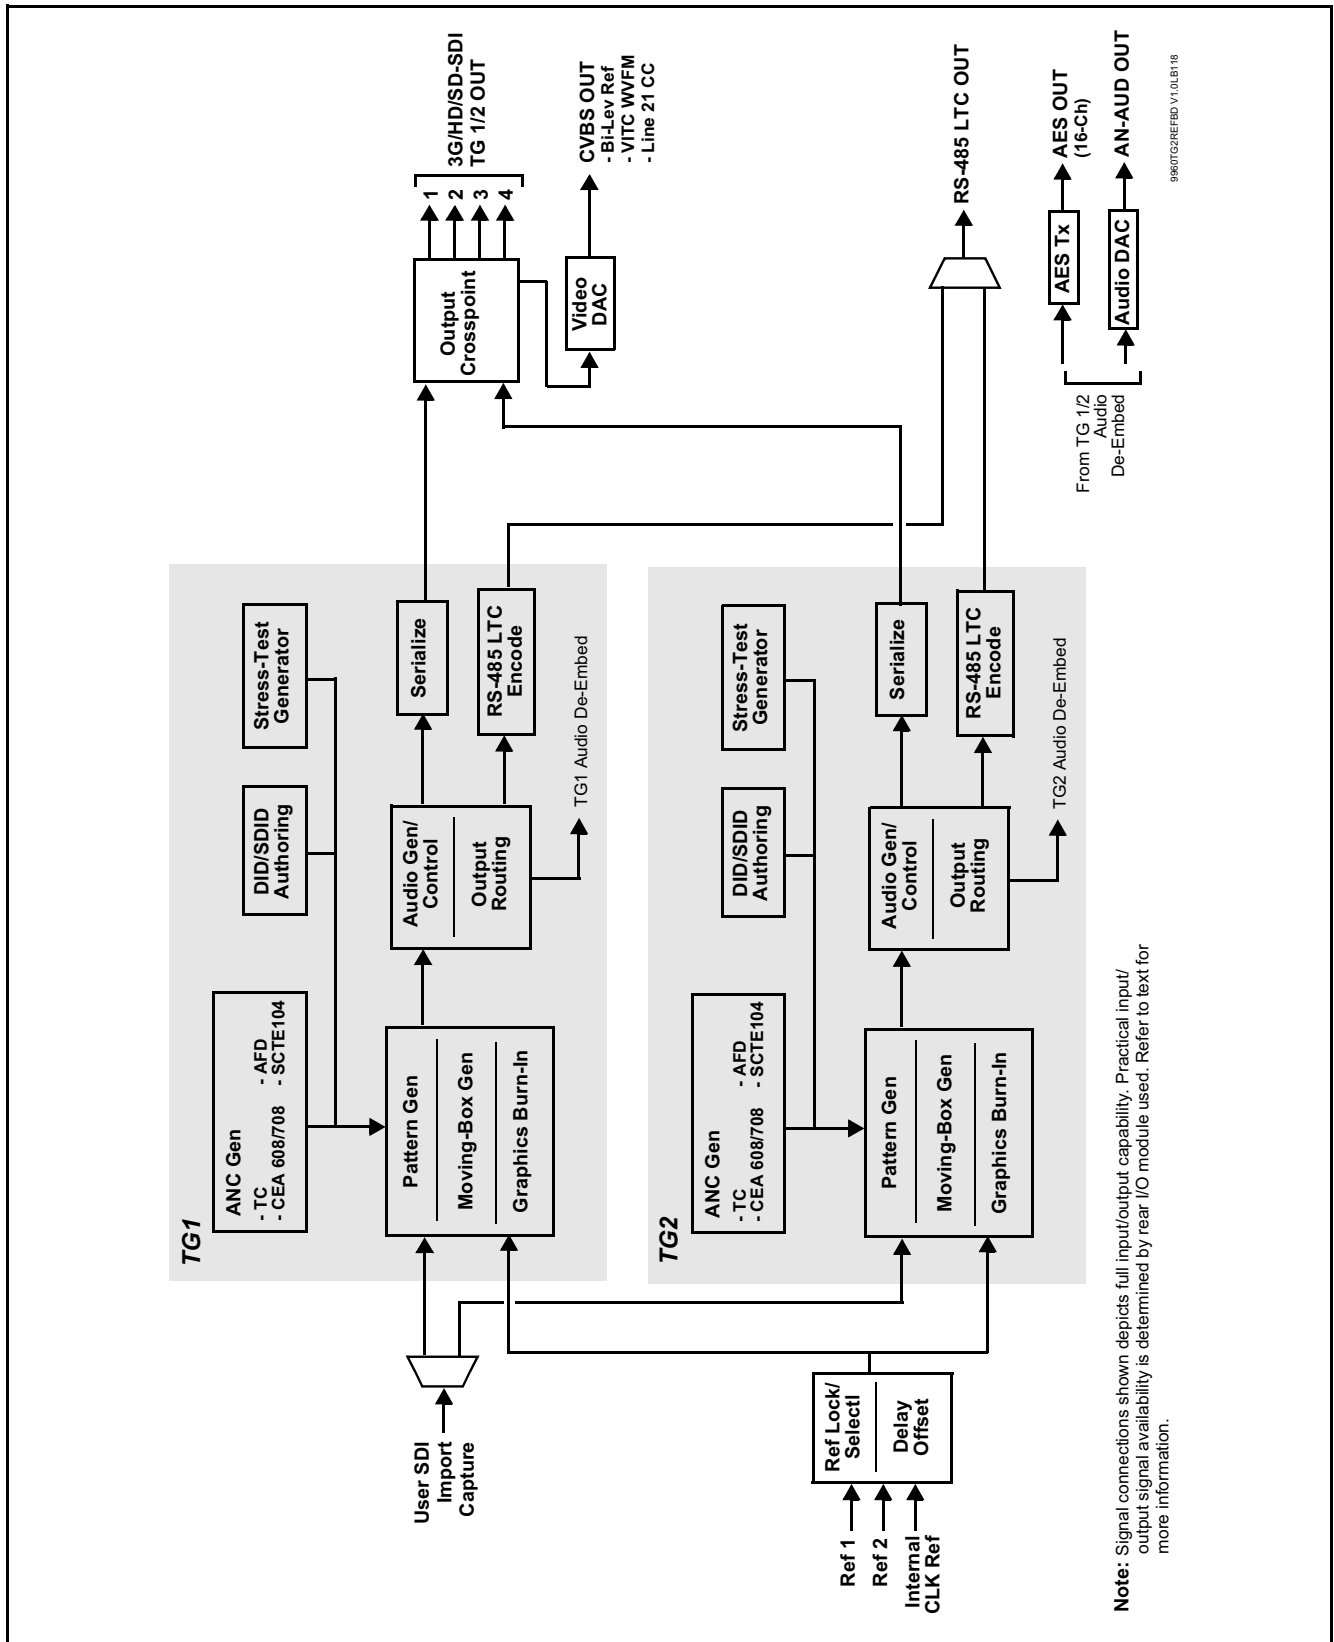 User SDI
Import
Capture
Ref 1
Ref 2
Internal
CLK Ref
Ref Lock/
Selectl
Delay
Offset
TG1
ANC Gen
- TC
- CEA 608/708
- AFD
- SCTE104
DID/SDID
Authoring
Stress-Test
Generator
Pattern Gen
Moving-Box Gen
Graphics Burn-In
Audio Gen/
Control
Output
Routing
Serialize
RS-485 LTC
Encode
TG1 Audio De-Embed
TG2
ANC Gen
- TC
- CEA 608/708
- AFD
- SCTE104
DID/SDID
Authoring
Stress-Test
Generator
Pattern Gen
Moving-Box Gen
Graphics Burn-In
Audio Gen/
Control
Output
Routing
Serialize
RS-485 LTC
Encode
TG2 Audio De-Embed
Output
Crosspoint
1
2
3
4
3G/HD/SD-SDI
TG 1/2 OUT
Video
DAC
CVBS OUT
- Bi-Lev Ref
- VITC WVFM
- Line 21 CC
RS-485 LTC OUT
From TG 1/2
Audio
De-Embed
AES Tx
AES OUT
(16-Ch)
Audio DAC
AN-AUD OUT
Note: Signal connections shown depicts full input/output capability. Practical input/
output signal availability is determined by rear I/O module used. Refer to text for
more information.
9960TG2REFBD V1.0LB118